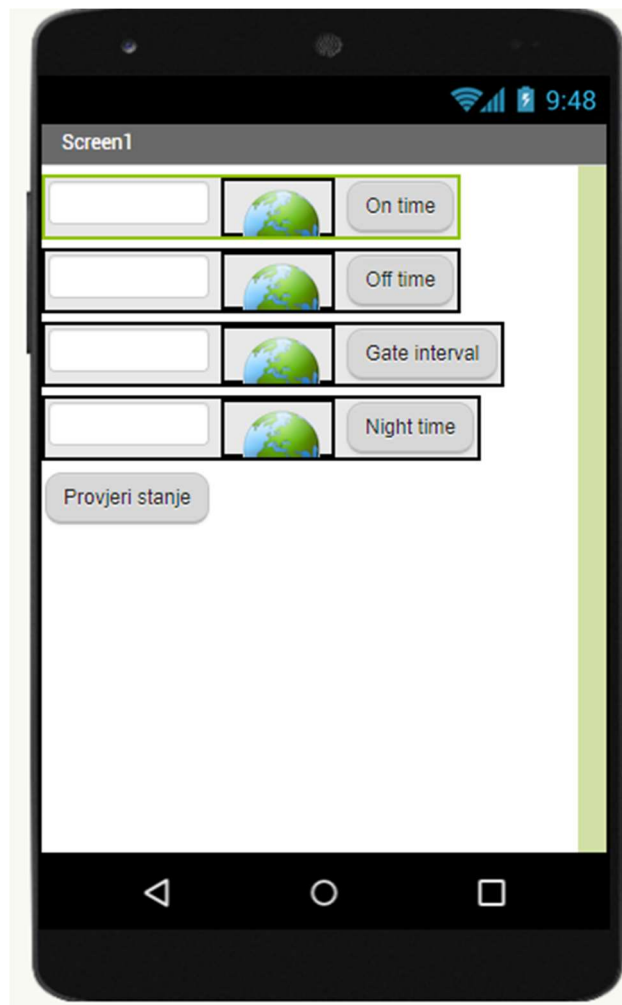 9:48
Screen1
On time
Off time
Gate interval
Night time
Provjeri stanje